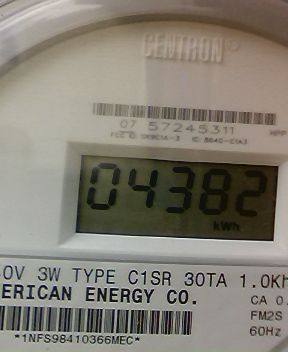 CENTRON®
07 57245311
MPP
04382
kWh
0V 3W TYPE C1SR 30TA 1.0Kh
ERICAN ENERGY CO.
CA 0.
FM2S
60Hz
*1NFS98410366MEC*